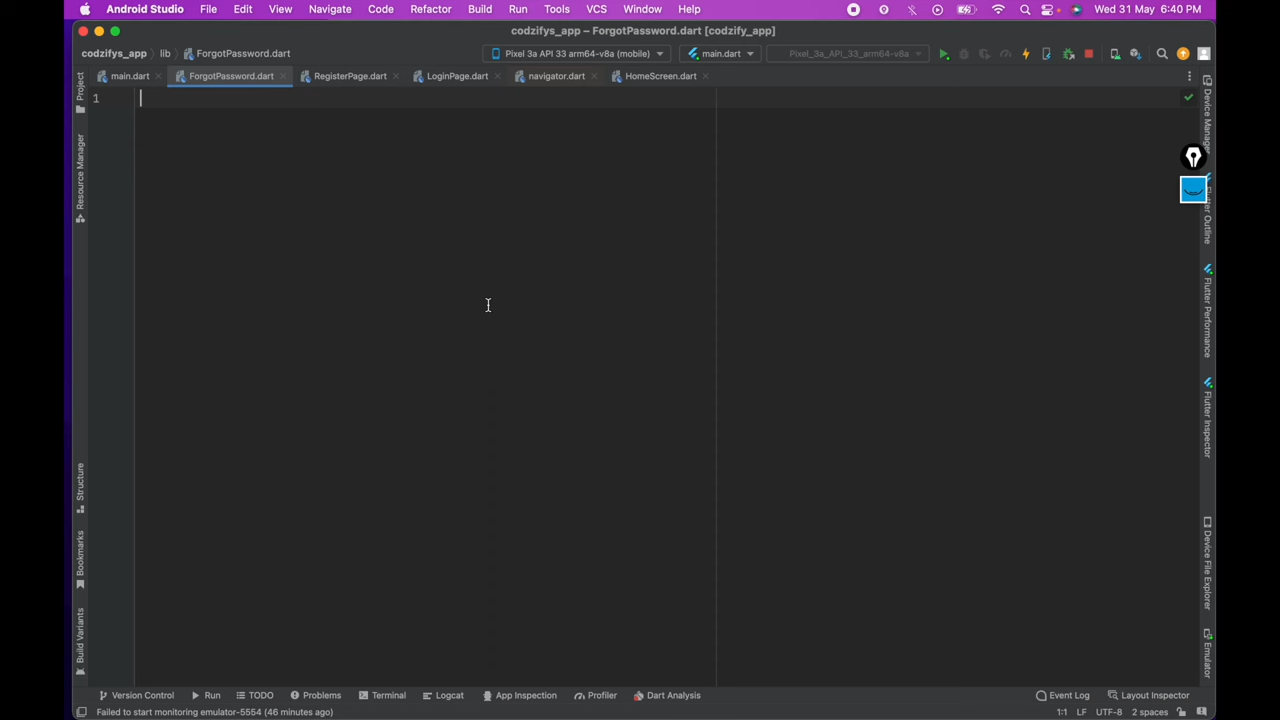 Android Studio File Edit View Navigate Code Refactor Build Run Tools VCS Window Help Wed 31 May 6:40 PM
codzifys_app – ForgotPassword.dart [codzify_app]
codzifys_app lib ForgotPassword.dart Pixel 3a API 33 arm64-v8a (mobile) main.dart Pixel_3a_API_33_arm64-v8a
main.dart ForgotPassword.dart RegisterPage.dart LoginPage.dart navigator.dart HomeScreen.dart
1
Project
Resource Manager
Structure
Bookmarks
Build Variants
Device Manager
Flutter Outline
Flutter Performance
Flutter Inspector
Device File Explorer
Emulator
Version Control Run TODO Problems Terminal Logcat App Inspection Profiler Dart Analysis Event Log Layout Inspector
Failed to start monitoring emulator-5554 (46 minutes ago) 1:1 LF UTF-8 2 spaces